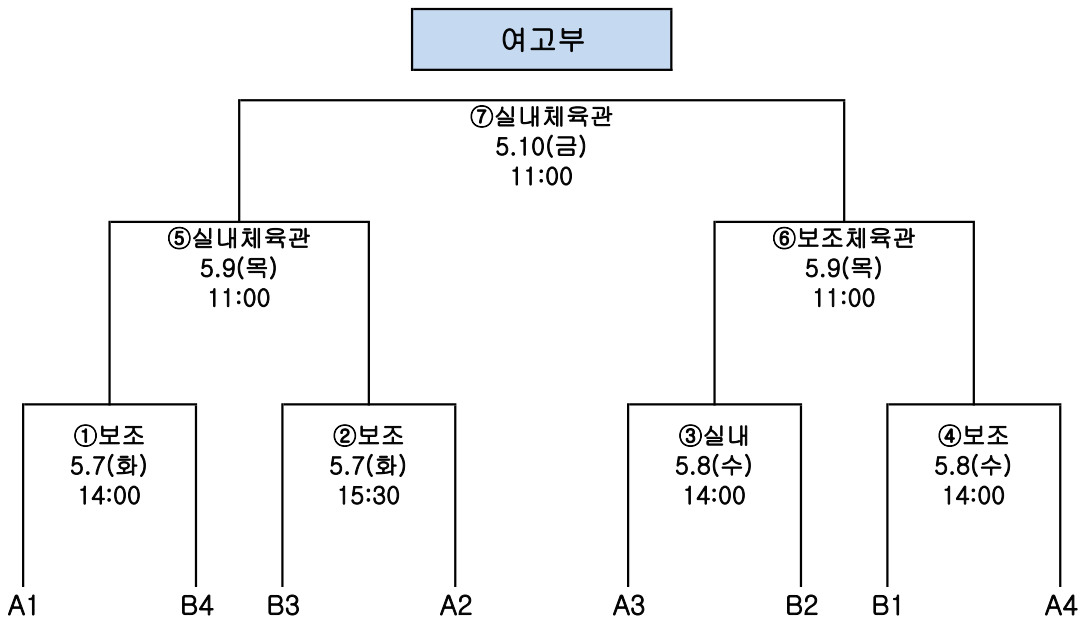 여고부
⑦실내체육관
5.10(금)
11:00
⑤실내체육관
5.9(목)
11:00
⑥보조체육관
5.9(목)
11:00
①보조
5.7(화)
14:00
②보조
5.7(화)
15:30
③실내
5.8(수)
14:00
④보조
5.8(수)
14:00
A1 B4 B3 A2 A3 B2 B1 A4